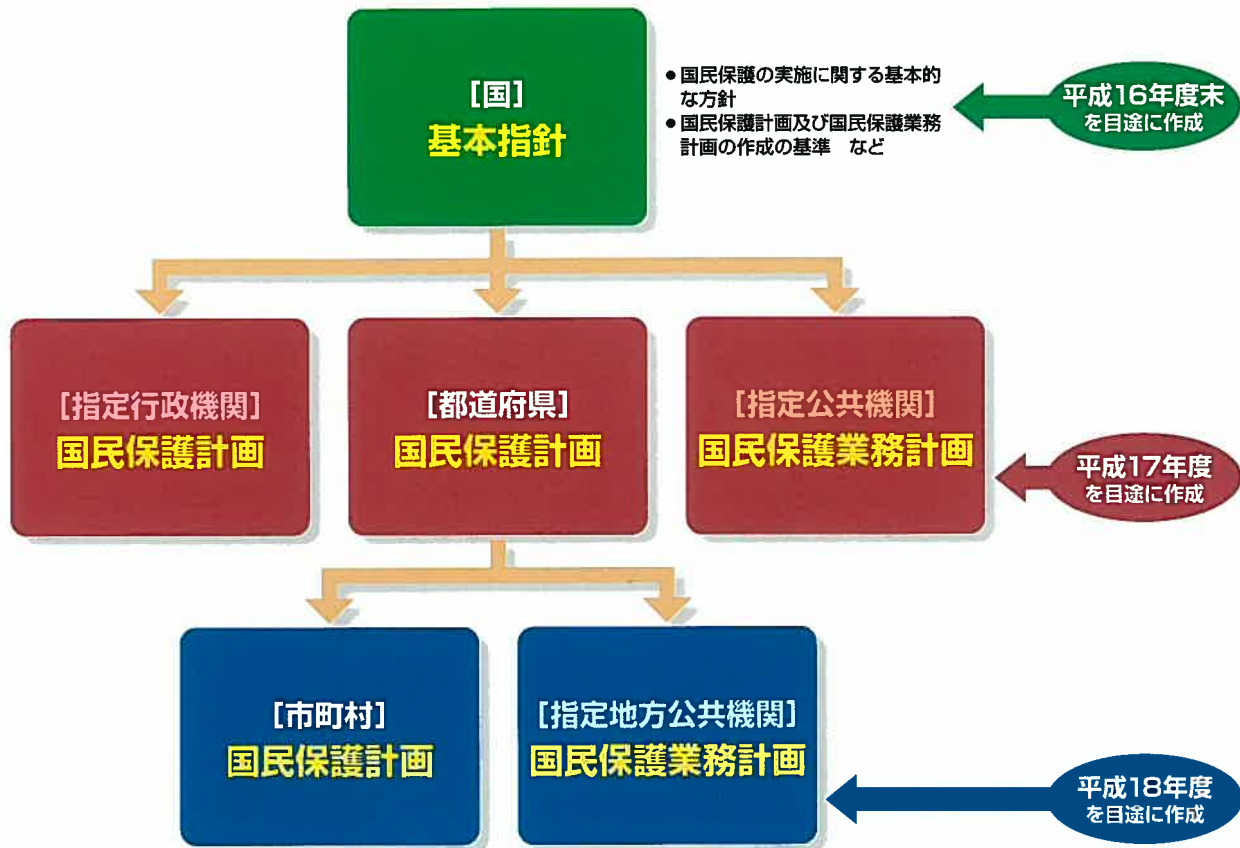 [国]
基本指針
●国民保護の実施に関する基本的
な方針
●国民保護計画及び国民保護業務
計画の作成の基準　など
平成16年度末
を目途に作成
[指定行政機関]
国民保護計画
[都道府県]
国民保護計画
[指定公共機関]
国民保護業務計画
平成17年度
を目途に作成
[市町村]
国民保護計画
[指定地方公共機関]
国民保護業務計画
平成18年度
を目途に作成